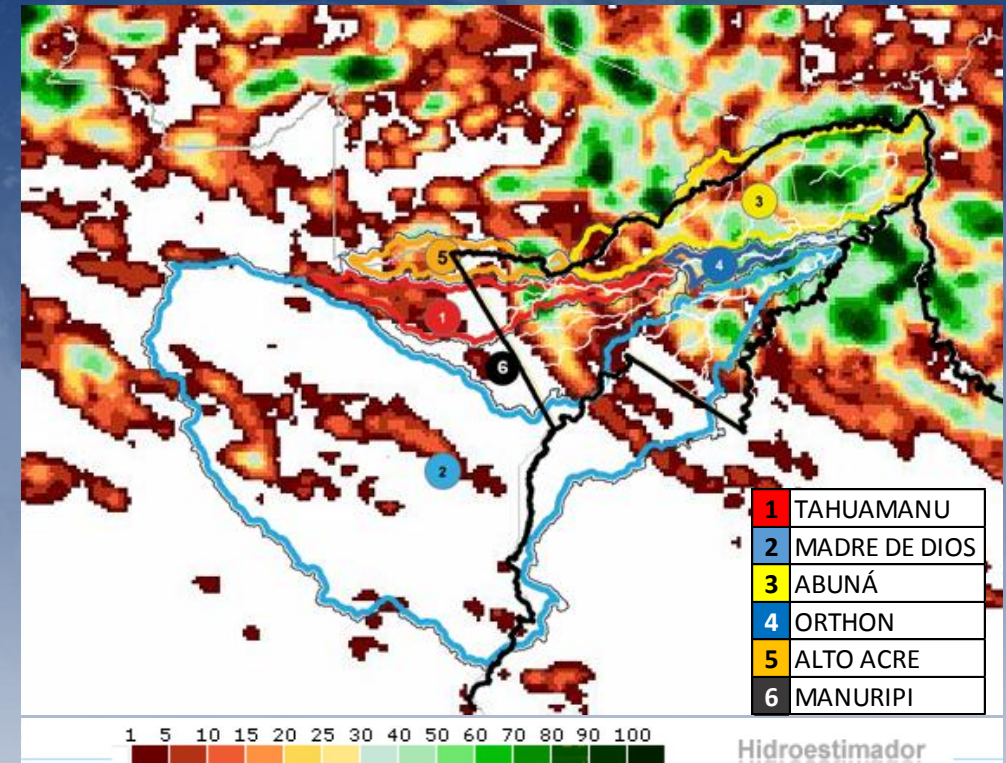 3
5
4
1
6
2
1 TAHUAMANU
2 MADRE DE DIOS
3 ABUNÁ
4 ORTHON
5 ALTO ACRE
6 MANURIPI
1 5 10 15 20 25 30 40 50 60 70 80 90 100
Hidroestimador